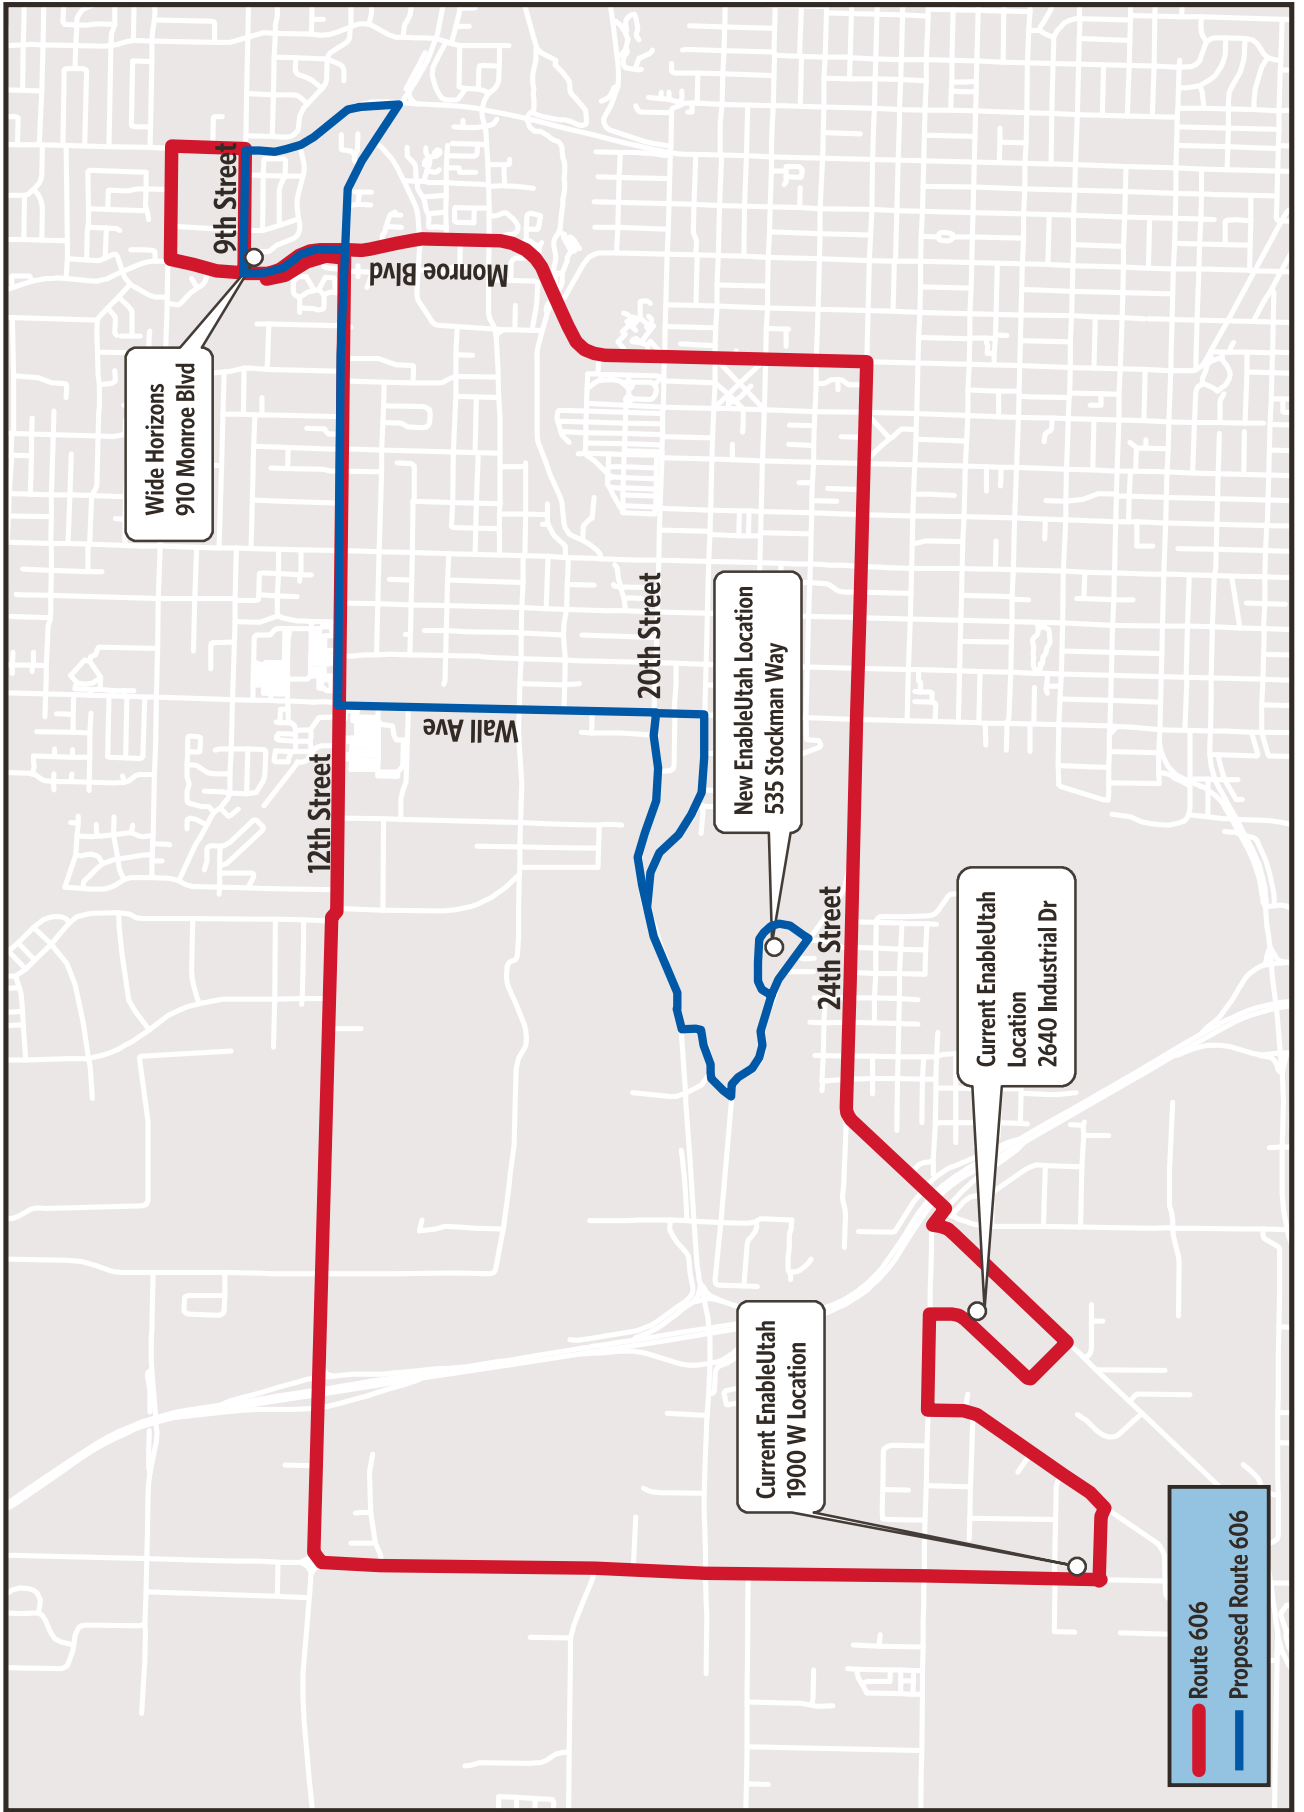 9th Street
Monroe Blvd
Wide Horizons
910 Monroe Blvd
12th Street
Wall Ave
20th Street
New EnableUtah Location
535 Stockman Way
24th Street
Current EnableUtah
Location
2640 Industrial Dr
Current EnableUtah
1900 W Location
Route 606
Proposed Route 606